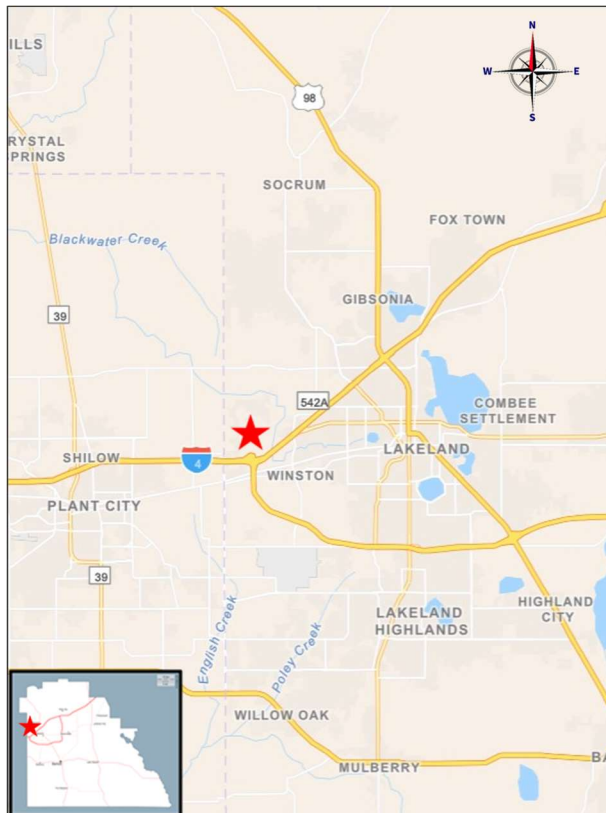 N
W
E
S
ILLS
98
RYSTAL
PRINGS
SOCRUM
FOX TOWN
Blackwater Creek
GIBSONIA
39
542A
COMBEE
SETTLEMENT
SHILOW
4
LAKELAND
WINSTON
PLANT CITY
39
English Creek
Poley Creek
LAKELAND
HIGHLANDS
HIGHLAND
CITY
WILLOW OAK
MULBERRY
BA